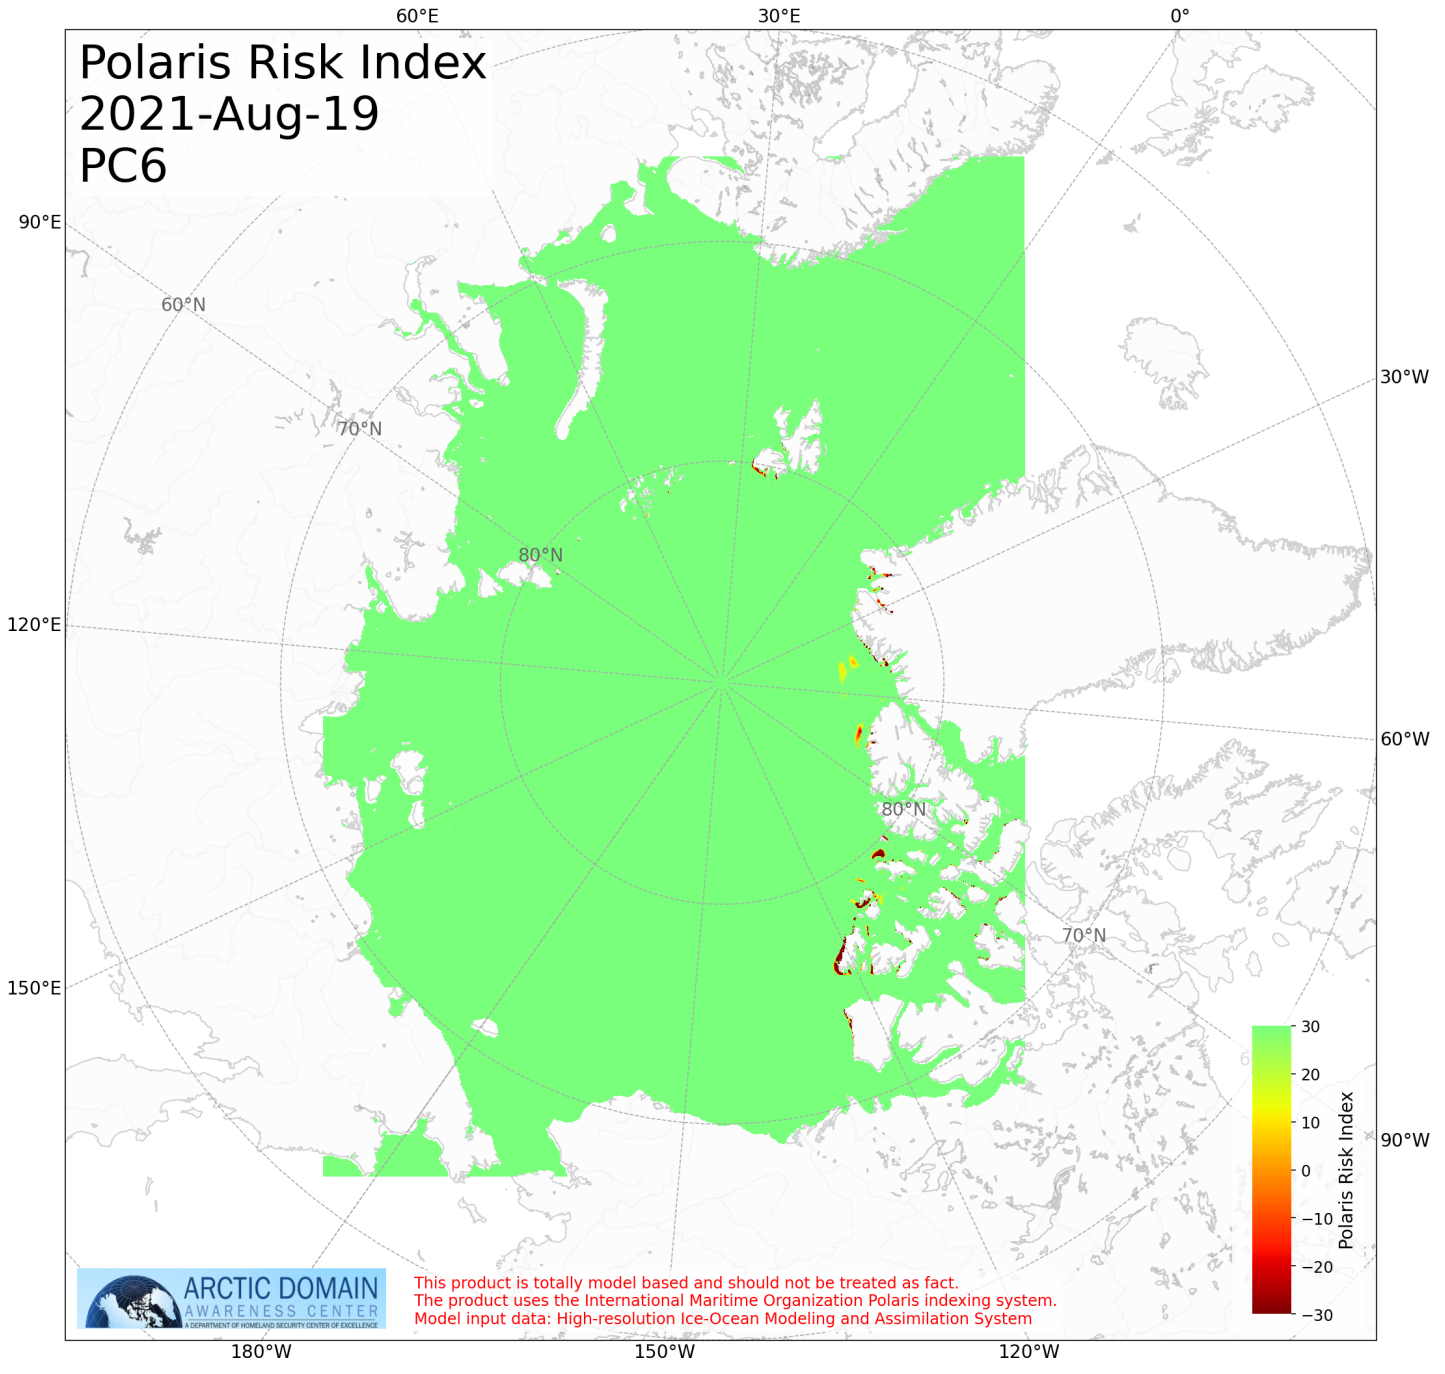 60°E 30°E 0°
Polaris Risk Index
2021-Aug-19
PC6
90°E
60°N
30°W
70°N
80°N
120°E
60°W
80°N
70°N
150°E
30
20
10
0
−10
−20
−30
Polaris Risk Index
90°W
ARCTIC DOMAIN
AWARENESS CENTER
A DEPARTMENT OF HOMELAND SECURITY CENTER OF EXCELLENCE
This product is totally model based and should not be treated as fact.
The product uses the International Maritime Organization Polaris indexing system.
Model input data: High-resolution Ice-Ocean Modeling and Assimilation System
180°W 150°W 120°W